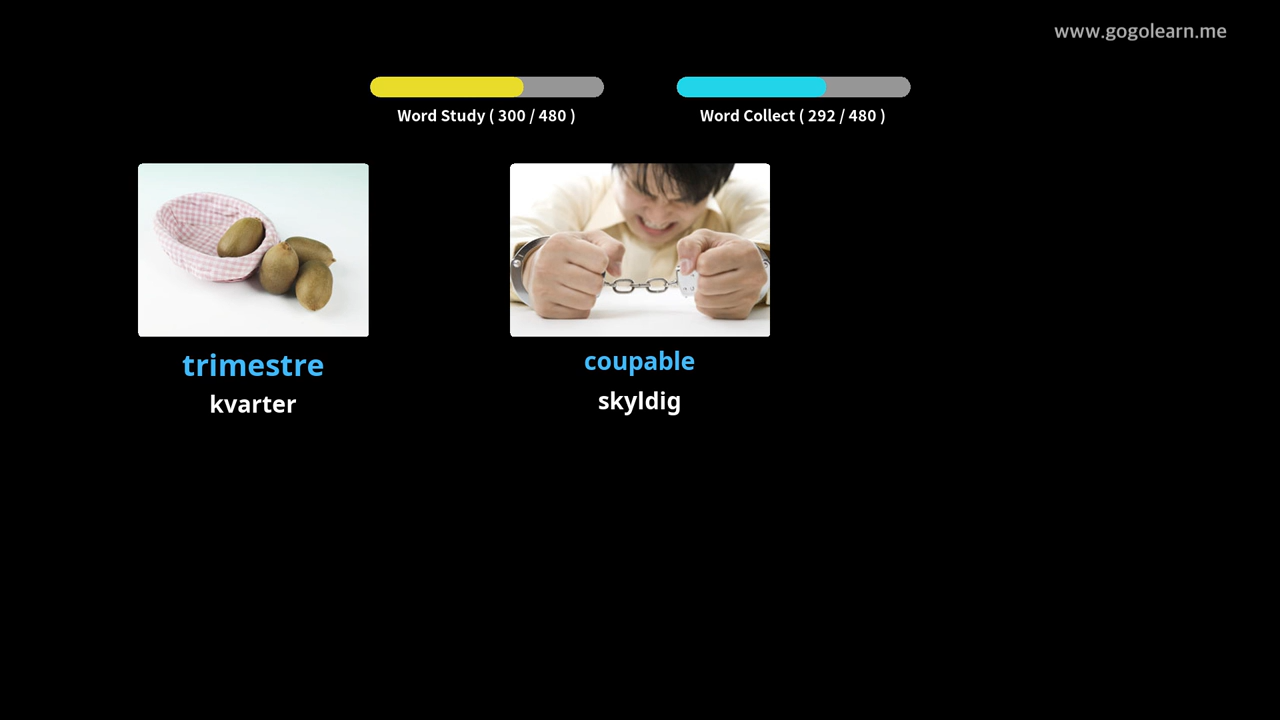 www.gogolearn.me
Word Study ( 300 / 480 )
Word Collect ( 292 / 480 )
trimestre
kvarter
coupable
skyldig